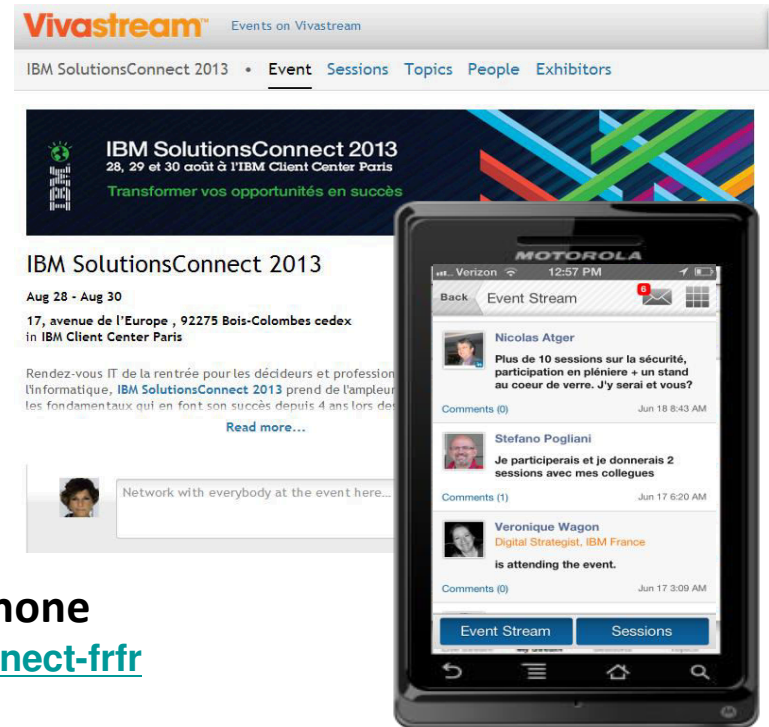 Vivastream™ Events on Vivastream
IBM SolutionsConnect 2013 • Event Sessions Topics People Exhibitors
IBM
IBM SolutionsConnect 2013
28, 29 et 30 août à l'IBM Client Center Paris
Transformer vos opportunités en succès
IBM SolutionsConnect 2013
Aug 28 - Aug 30
17, avenue de l'Europe , 92275 Bois-Colombes cedex
in IBM Client Center Paris
Rendez-vous IT de la rentrée pour les décideurs et profession
l'informatique, IBM SolutionsConnect 2013 prend de l'ampleur
les fondamentaux qui en font son succès depuis 4 ans lors de
Read more...
Network with everybody at the event here...
MOTOROLA
Verizon 12:57 PM
Back Event Stream 6
Nicolas Atger
Plus de 10 sessions sur la sécurité,
participation en plénière + un stand
au coeur de verre. J'y serai et vous?
Comments (0) Jun 18 8:43 AM
Stefano Pogliani
Je participerais et je donnerais 2
sessions avec mes collegues
Comments (1) Jun 17 6:20 AM
Veronique Wagon
Digital Strategist, IBM France
is attending the event.
Comments (0) Jun 17 3:09 AM
Event Stream Sessions
hone
nect-frfr